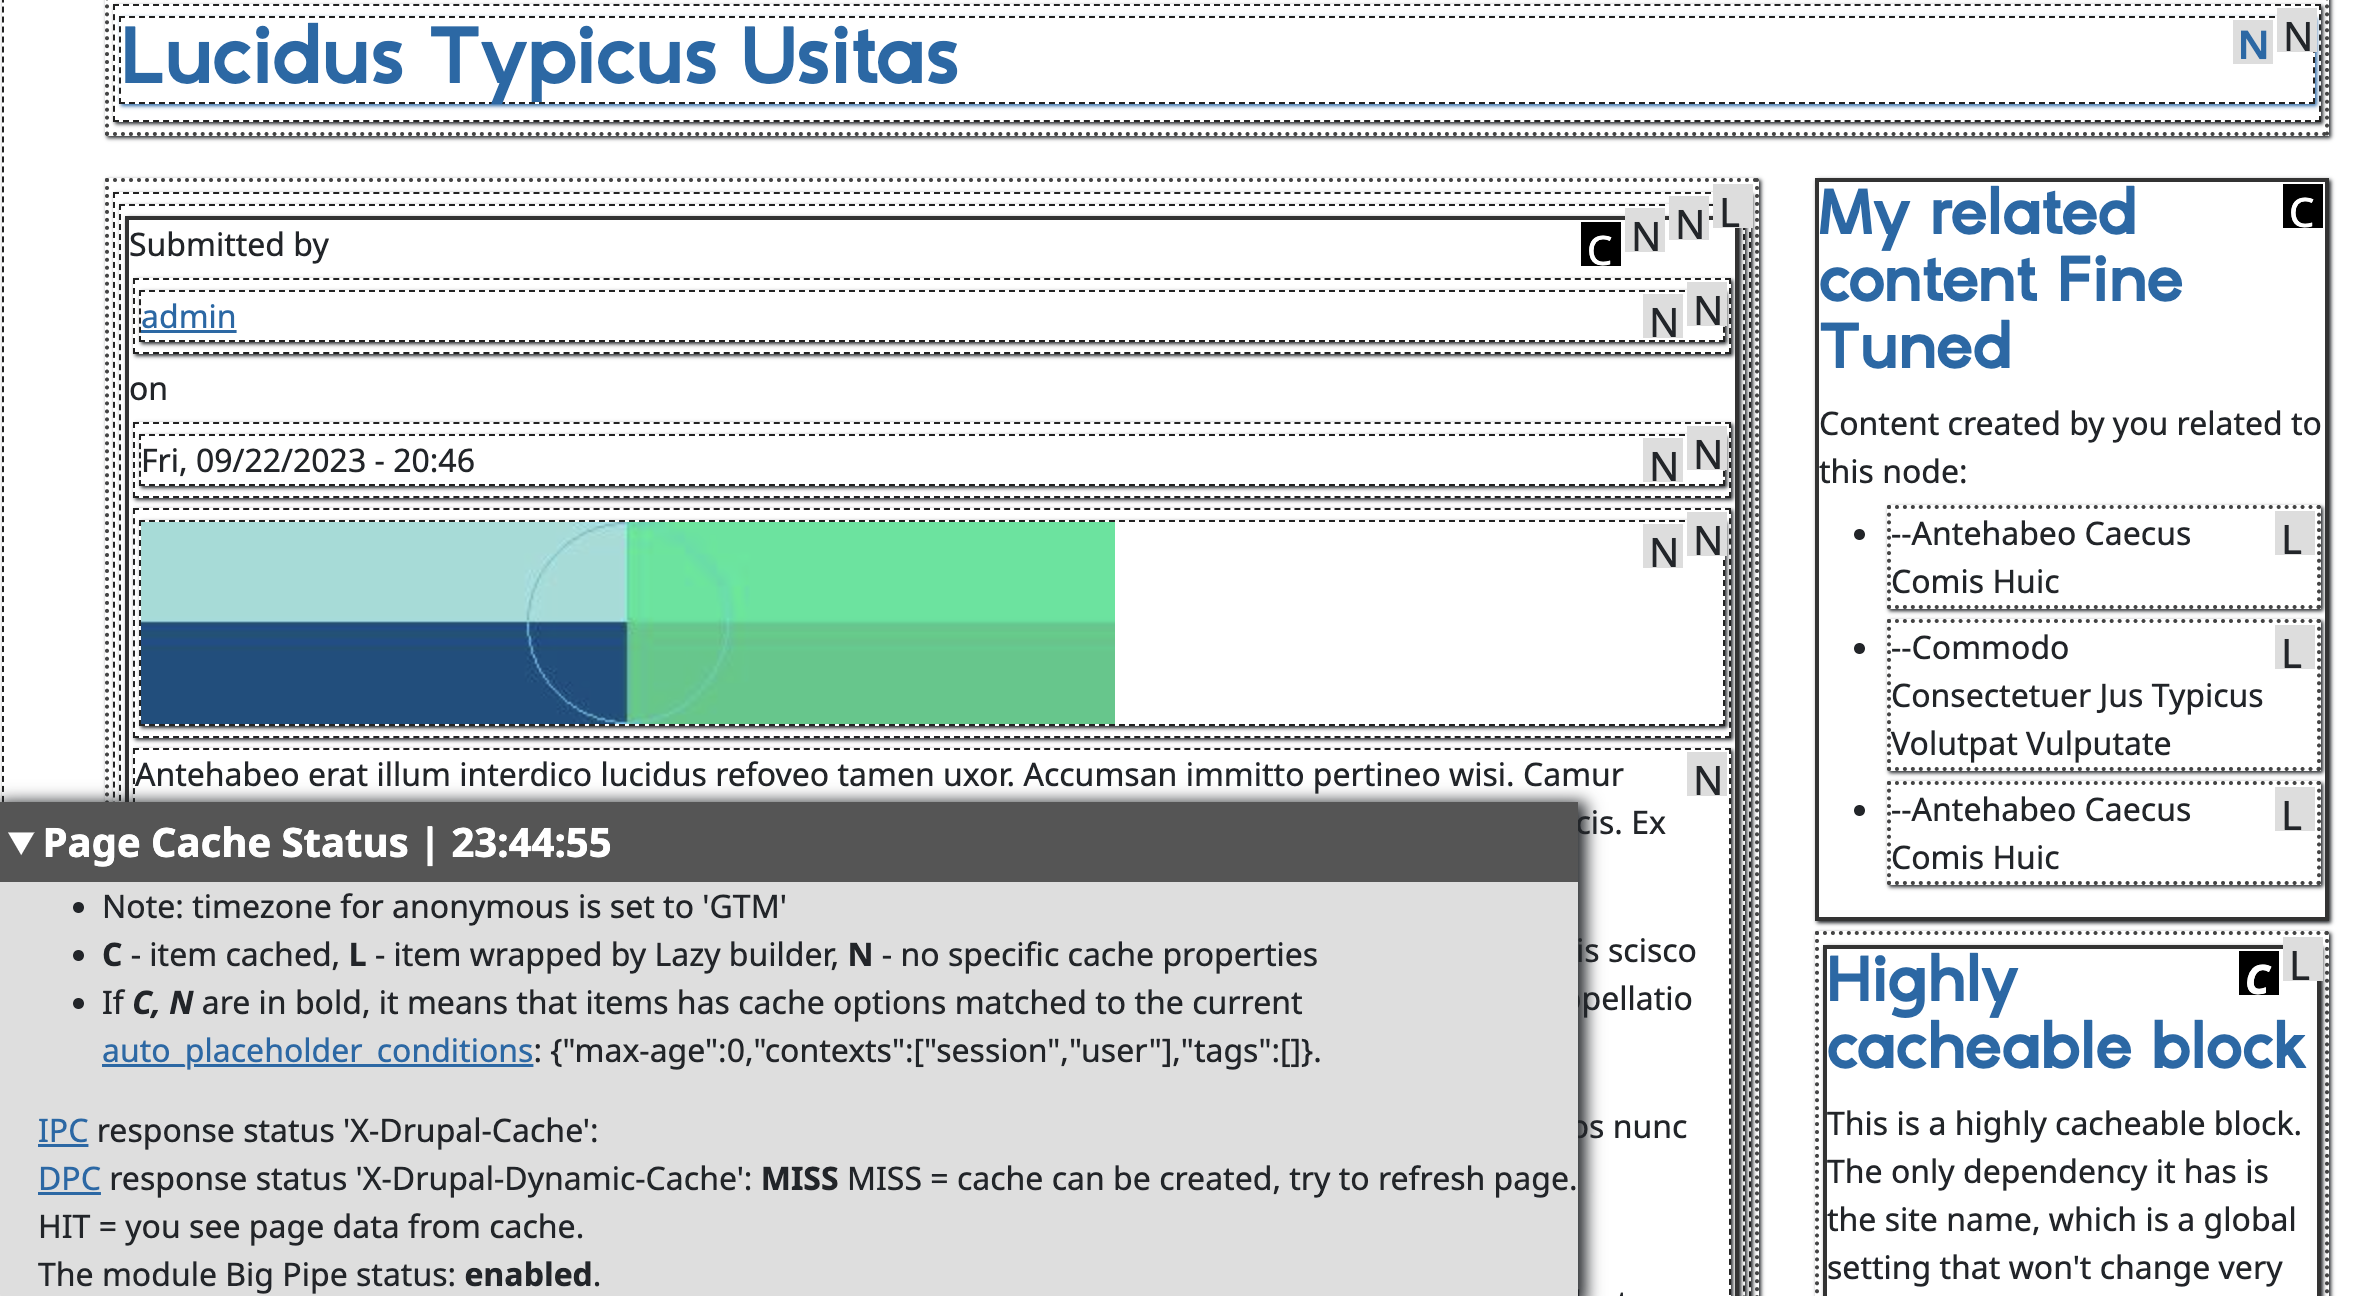 Lucidus Typicus Usitas
N N
L
C N N
Submitted by
admin
N N
on
Fri, 09/22/2023 - 20:46
N N
N N
Antehabeo erat illum interdico lucidus refoveo tamen uxor. Accumsan immitto pertineo wisi. Camur
N
cis. Ex
is scisco
pellatio
os nunc
Page Cache Status | 23:44:55
Note: timezone for anonymous is set to 'GTM'
C - item cached, L - item wrapped by Lazy builder, N - no specific cache properties
If C, N are in bold, it means that items has cache options matched to the current
auto_placeholder_conditions: {"max-age":0,"contexts":["session","user"],"tags":[]}.
IPC response status 'X-Drupal-Cache':
DPC response status 'X-Drupal-Dynamic-Cache': MISS MISS = cache can be created, try to refresh page.
HIT = you see page data from cache.
The module Big Pipe status: enabled.
My related
C
content Fine
Tuned
Content created by you related to
this node:
--Antehabeo Caecus
L
Comis Huic
--Commodo
L
Consectetuer Jus Typicus
Volutpat Vulputate
--Antehabeo Caecus
L
Comis Huic
Highly
C L
cacheable block
This is a highly cacheable block.
The only dependency it has is
the site name, which is a global
setting that won't change very